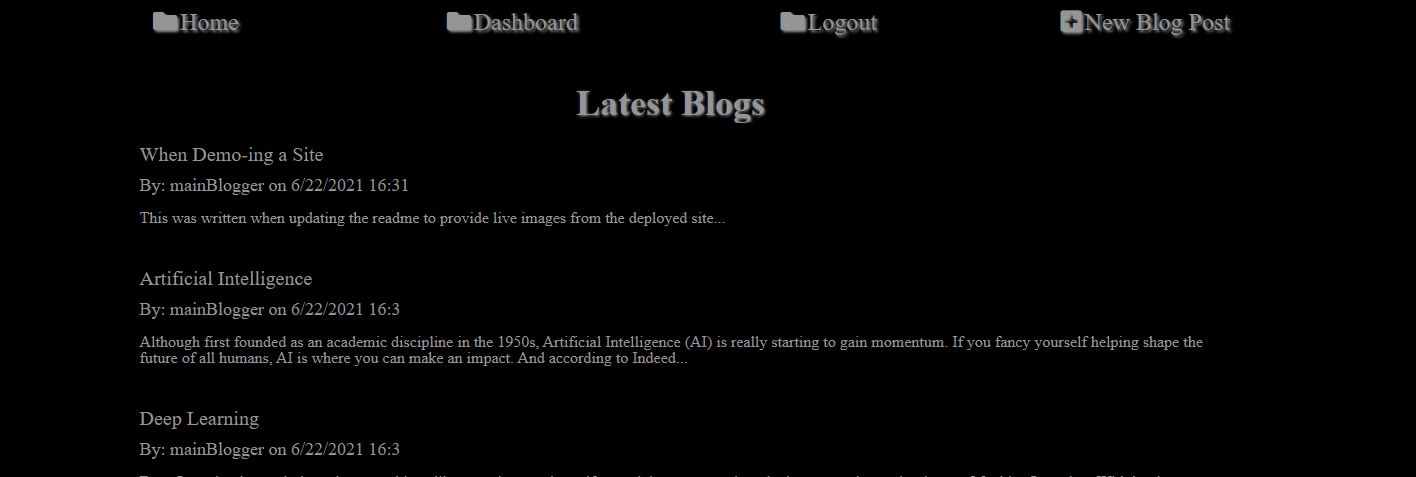 Home Dashboard Logout New Blog Post
Latest Blogs
When Demo-ing a Site
By: mainBlogger on 6/22/2021 16:31
This was written when updating the readme to provide live images from the deployed site...
Artificial Intelligence
By: mainBlogger on 6/22/2021 16:3
Although first founded as an academic discipline in the 1950s, Artificial Intelligence (AI) is really starting to gain momentum. If you fancy yourself helping shape the
future of all humans, AI is where you can make an impact. And according to Indeed...
Deep Learning
By: mainBlogger on 6/22/2021 16:3